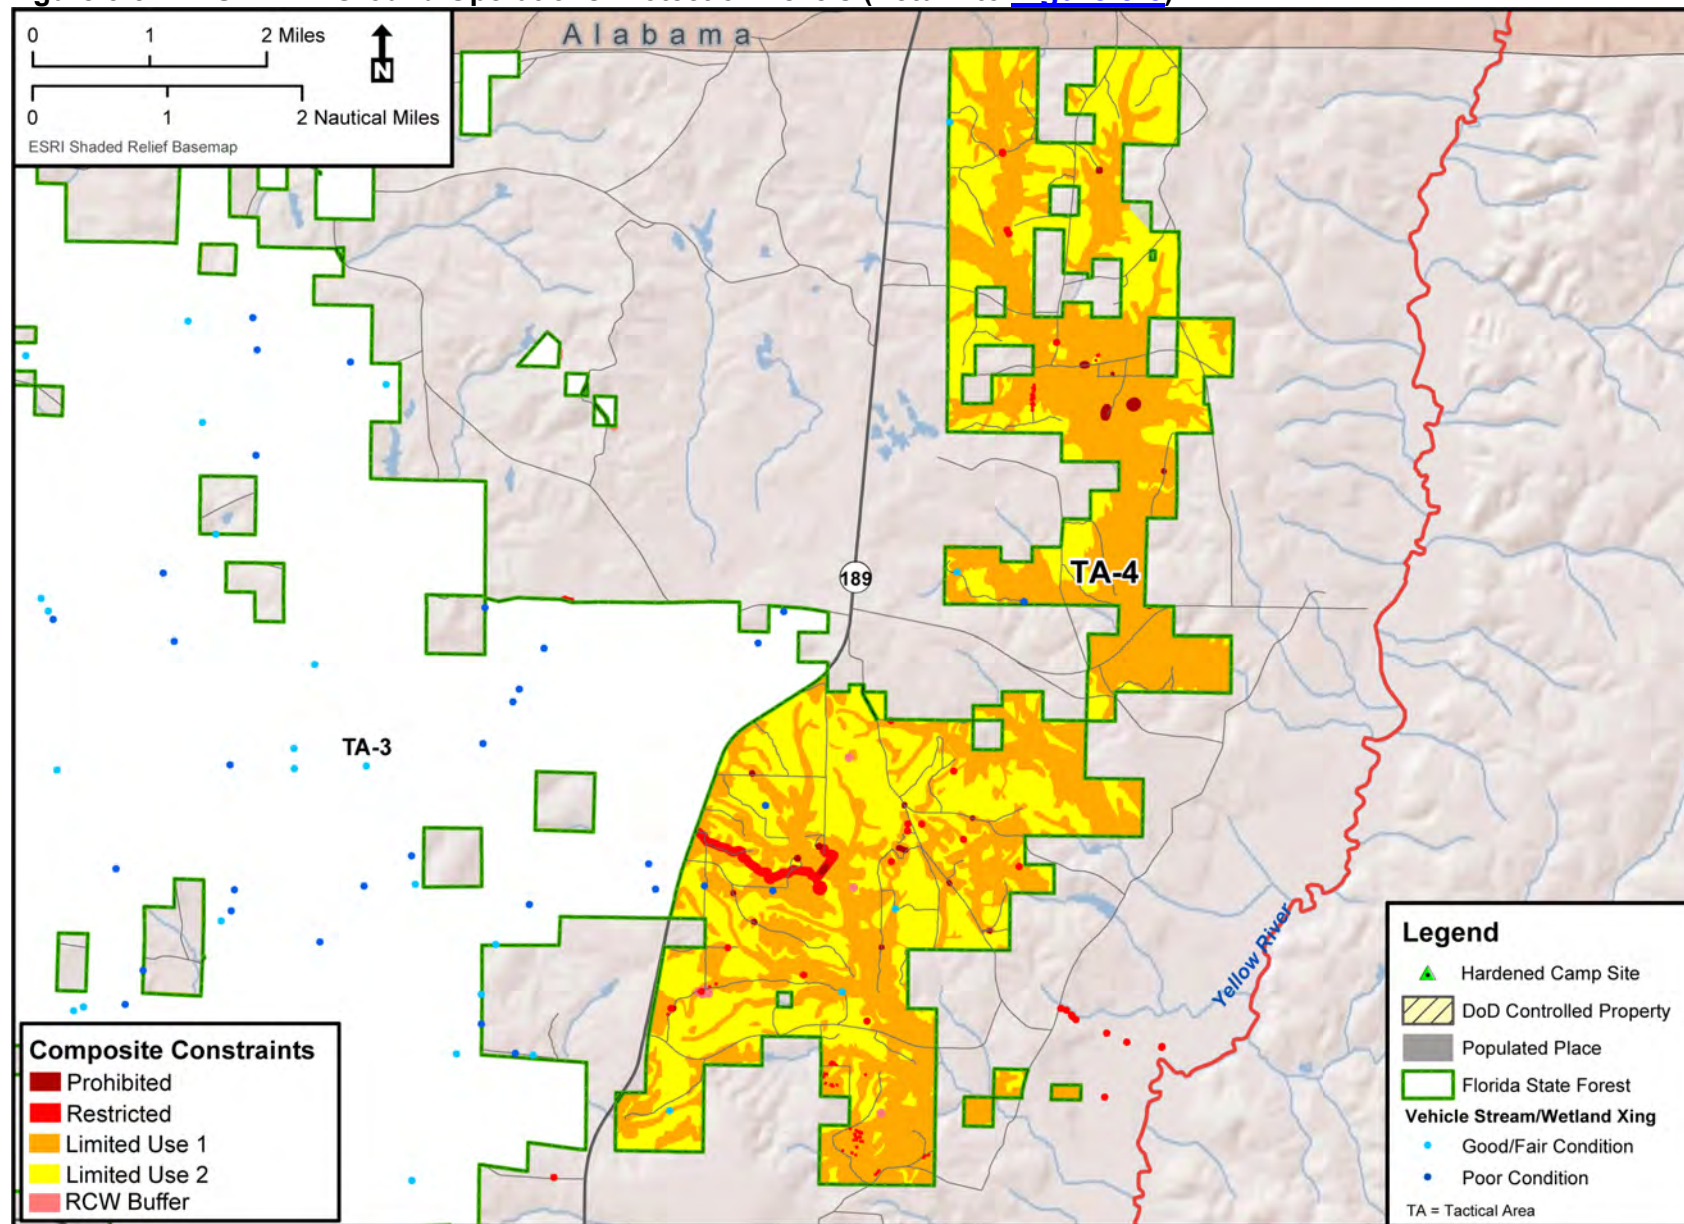 0 1 2 Miles
N
0 1 2 Nautical Miles
ESRI Shaded Relief Basemap
Alabama
189
TA-4
TA-3
Yellow River
Composite Constraints
Prohibited
Restricted
Limited Use 1
Limited Use 2
RCW Buffer
Legend
Hardened Camp Site
DoD Controlled Property
Populated Place
Florida State Forest
Vehicle Stream/Wetland Xing
Good/Fair Condition
Poor Condition
TA = Tactical Area